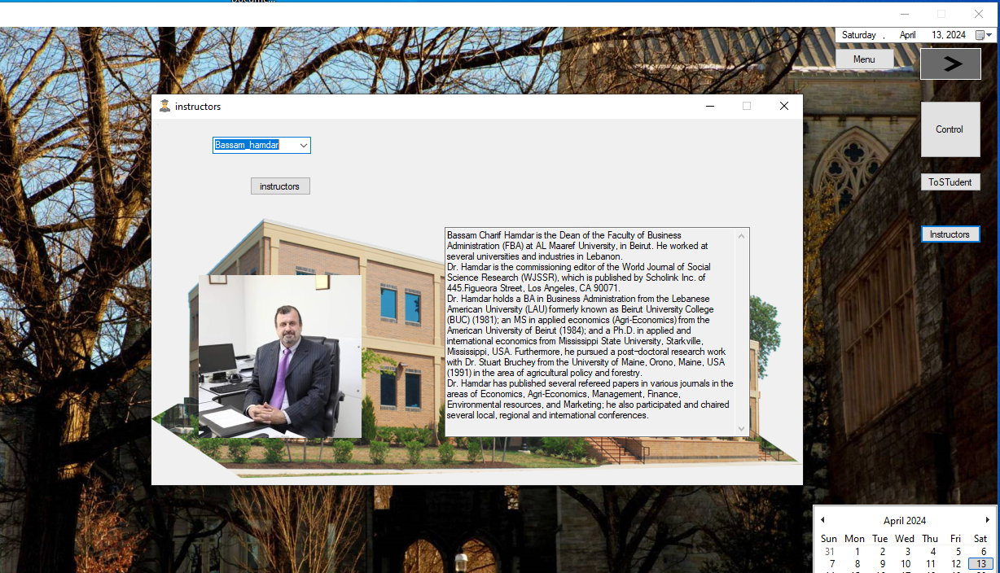 Saturday , April 13, 2024
Menu
>
instructors
Control
Bassam_hamdar
ToSTudent
instructors
Instructors
Bassam Charif Hamdar is the Dean of the Faculty of Business
Administration (FBA) at AL Maaref University, in Beirut. He worked at
several universities and industries in Lebanon.
Dr. Hamdar is the commissioning editor of the World Journal of Social
Science Research (WJSSR), which is published by Scholink Inc. of
445.Figueora Street, Los Angeles, CA 90071.
Dr. Hamdar holds a BA in Business Administration from the Lebanese
American University (LAU) formerly known as Beirut University College
(BUC) (1981); an MS in applied economics (Agri-Economics) from the
American University of Beirut (1984); and a Ph.D. in applied and
international economics from Mississippi State University, Starkville,
Mississippi, USA. Furthermore, he pursued a post-doctoral research work
with Dr. Stuart Bruchey from the University of Maine, Orono, Maine, USA
(1991) in the area of agricultural policy and forestry.
Dr. Hamdar has published several refereed papers in various journals in the
areas of Economics, Agri-Economics, Management, Finance,
Environmental resources, and Marketing; he also participated and chaired
several local, regional and international conferences.
April 2024
Sun Mon Tue Wed Thu Fri Sat
31 1 2 3 4 5 6
7 8 9 10 11 12 13